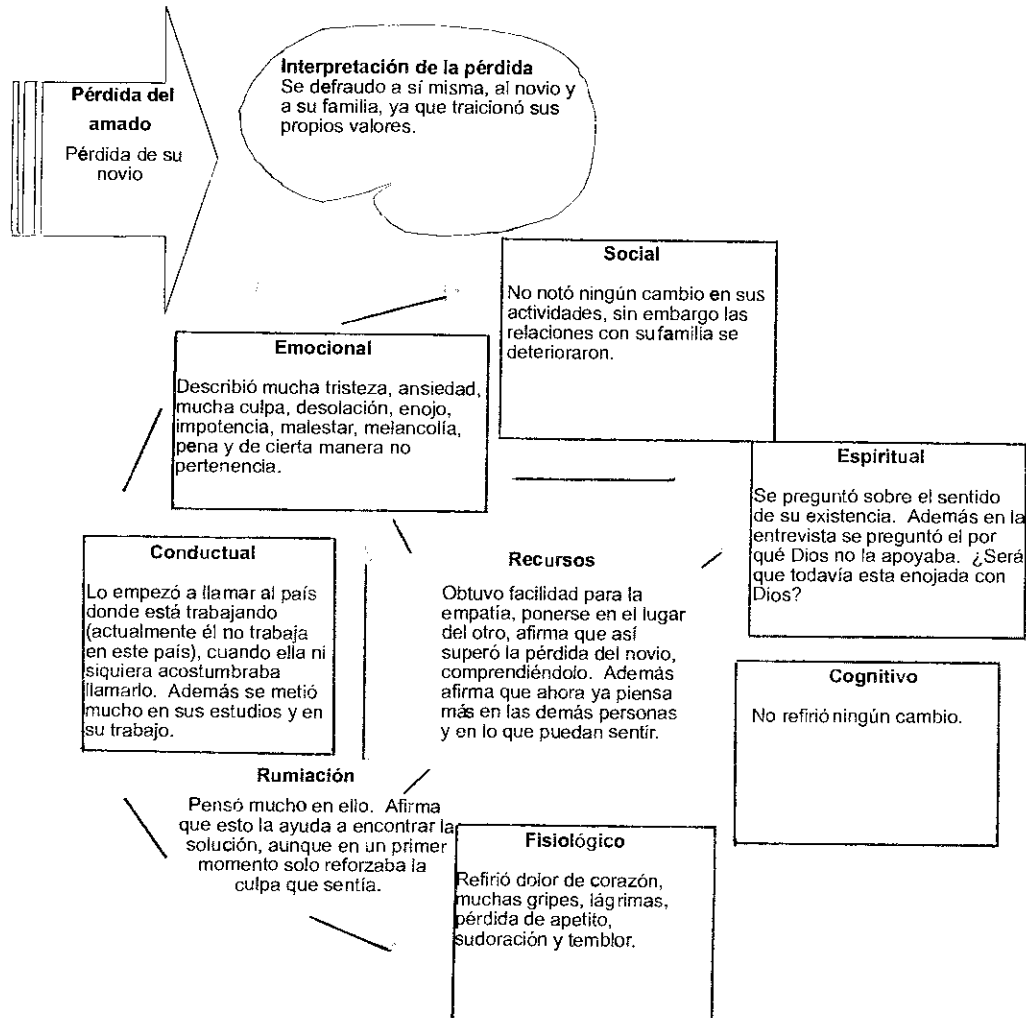 Pérdida del
amado
Pérdida de su
novio
Interpretación de la pérdida
Se defraudo a sí misma, al novio y
a su familia, ya que traicionó sus
propios valores.
Social
No notó ningún cambio en sus
actividades, sin embargo las
relaciones con su familia se
deterioraron.
Emocional
Describió mucha tristeza, ansiedad,
mucha culpa, desolación, enojo,
impotencia, malestar, melancolía,
pena y de cierta manera no
pertenencia.
Espiritual
Se preguntó sobre el sentido
de su existencia. Además en la
entrevista se preguntó el por
qué Dios no la apoyaba. ¿Será
que todavía esta enojada con
Dios?
Conductual
Lo empezó a llamar al país
donde está trabajando
(actualmente él no trabaja
en este país), cuando ella ni
siquiera acostumbraba
llamarlo. Además se metió
mucho en sus estudios y en
su trabajo.
Recursos
Obtuvo facilidad para la
empatía, ponerse en el lugar
del otro, afirma que así
superó la pérdida del novio,
comprendiéndolo. Además
afirma que ahora ya piensa
más en las demás personas
y en lo que puedan sentir.
Cognitivo
No refirió ningún cambio.
Rumiación
Pensó mucho en ello. Afirma
que esto la ayuda a encontrar la
solución, aunque en un primer
momento solo reforzaba la
culpa que sentía.
Fisiológico
Refirió dolor de corazón,
muchas gripes, lágrimas,
pérdida de apetito,
sudoración y temblor.